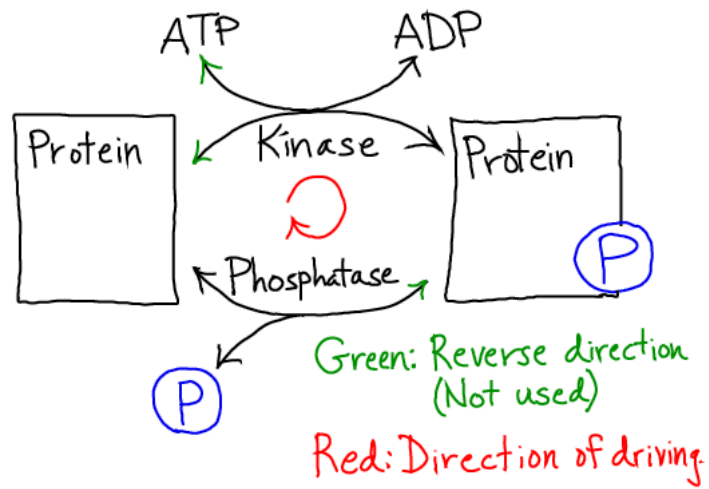 ATP
ADP
Protein
Kinase
Protein
P
Phosphatase
P
Green: Reverse direction
(Not used)
Red: Direction of driving.